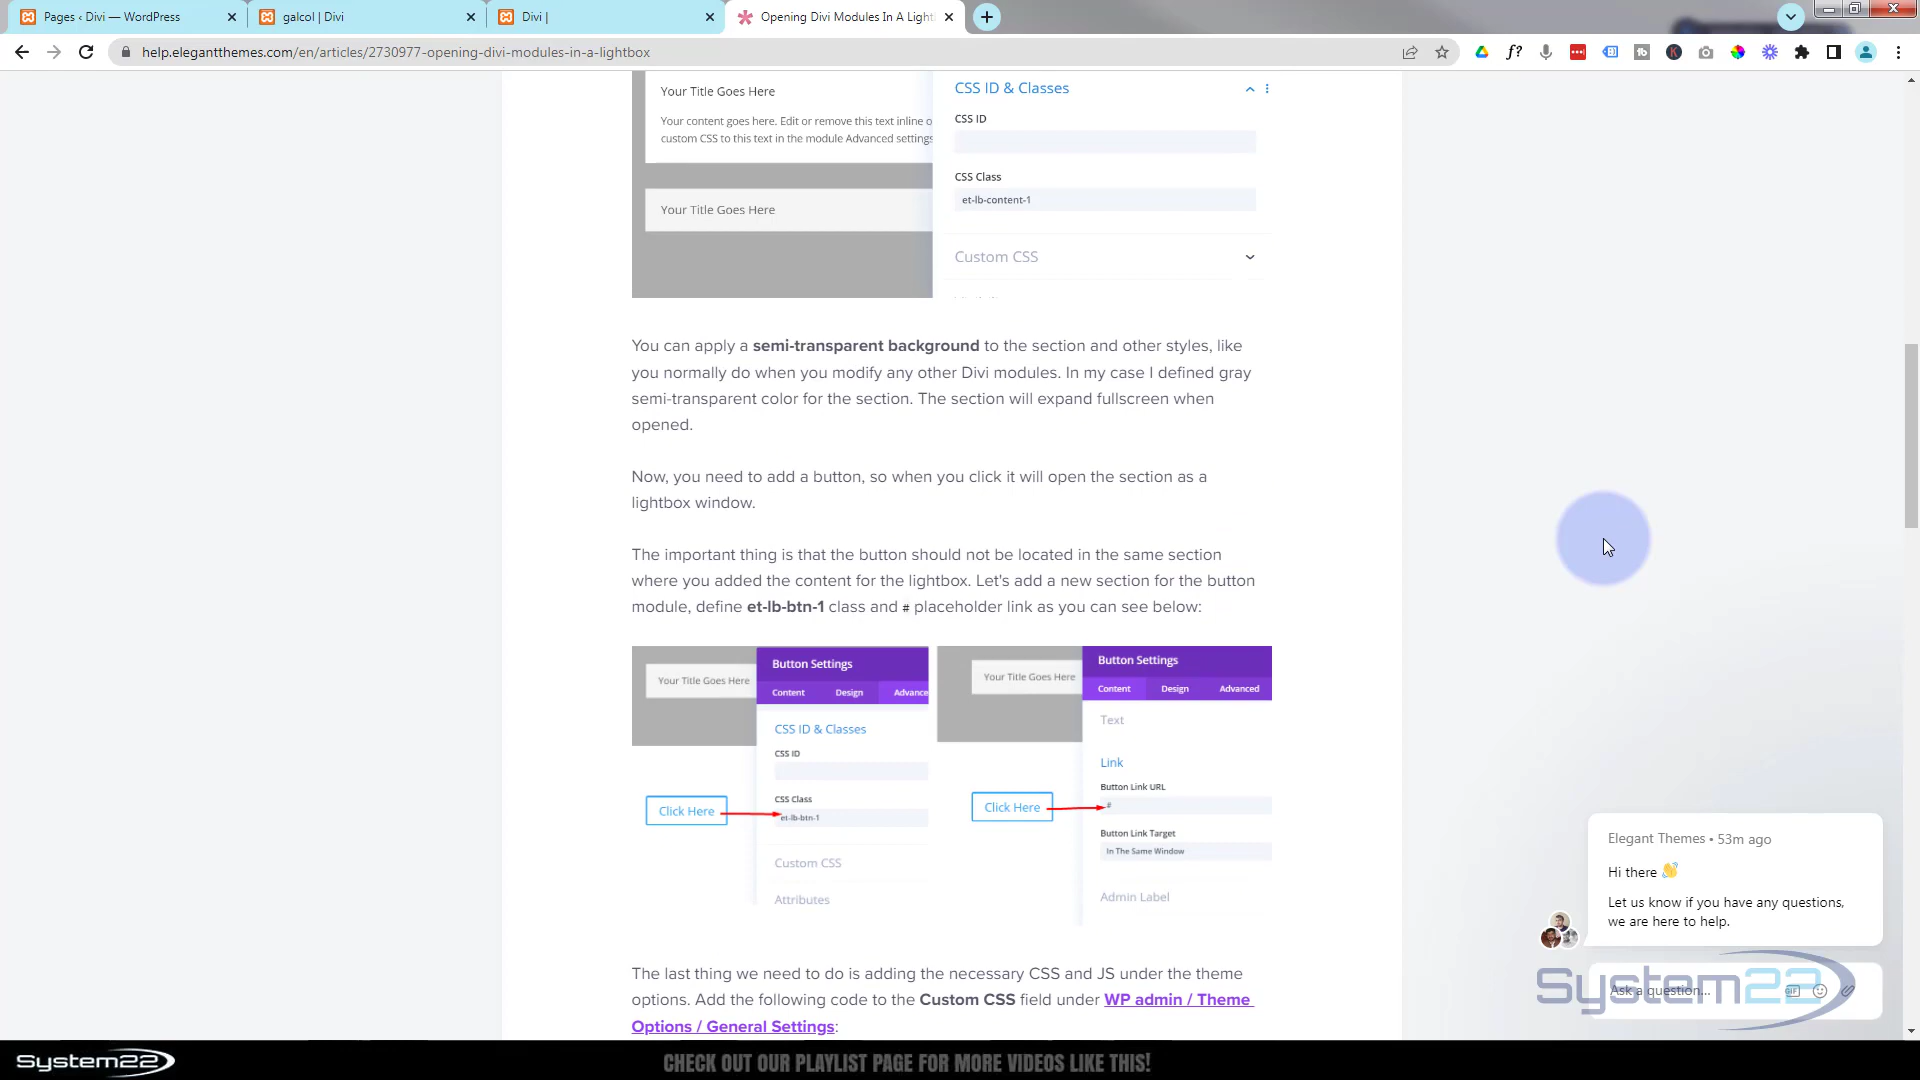 Pages ‹ Divi — WordPress
galcol | Divi
Divi |
Opening Divi Modules In A Light
help.elegantthemes.com/en/articles/2730977-opening-divi-modules-in-a-lightbox
Your Title Goes Here
Your content goes here. Edit or remove this text inline o
custom CSS to this text in the module Advanced settings
Your Title Goes Here
CSS ID & Classes
CSS ID
CSS Class
et-lb-content-1
Custom CSS
You can apply a semi-transparent background to the section and other styles, like
you normally do when you modify any other Divi modules. In my case I defined gray
semi-transparent color for the section. The section will expand fullscreen when
opened.
Now, you need to add a button, so when you click it will open the section as a
lightbox window.
The important thing is that the button should not be located in the same section
where you added the content for the lightbox. Let's add a new section for the button
module, define et-lb-btn-1 class and # placeholder link as you can see below:
Your Title Goes Here
Click Here
Button Settings
Content Design Advance
CSS ID & Classes
CSS ID
CSS Class
et-lb-btn-1
Custom CSS
Attributes
Your Title Goes Here
Click Here
Button Settings
Content Design Advanced
Text
Link
Button Link URL
#
Button Link Target
In The Same Window
Admin Label
The last thing we need to do is adding the necessary CSS and JS under the theme
options. Add the following code to the Custom CSS field under WP admin / Theme
Options / General Settings:
Elegant Themes • 53m ago
Hi there 👋
Let us know if you have any questions,
we are here to help.
Ask a question...
GIF
System22
System22
CHECK OUT OUR PLAYLIST PAGE FOR MORE VIDEOS LIKE THIS!